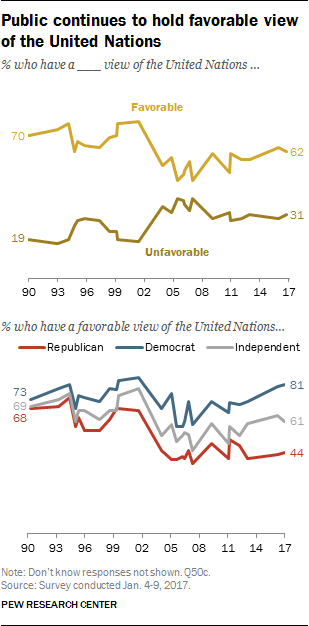 Public continues to hold favorable view
of the United Nations
% who have a ____ view of the United Nations ...
Favorable
70
62
19
31
Unfavorable
90 93 96 99 02 05 08 11 14 17
% who have a favorable view of the United Nations...
Republican Democrat Independent
73
69
68
81
61
44
90 93 96 99 02 05 08 11 14 17
Note: Don't know responses not shown. Q50c.
Source: Survey conducted Jan. 4-9, 2017.
PEW RESEARCH CENTER